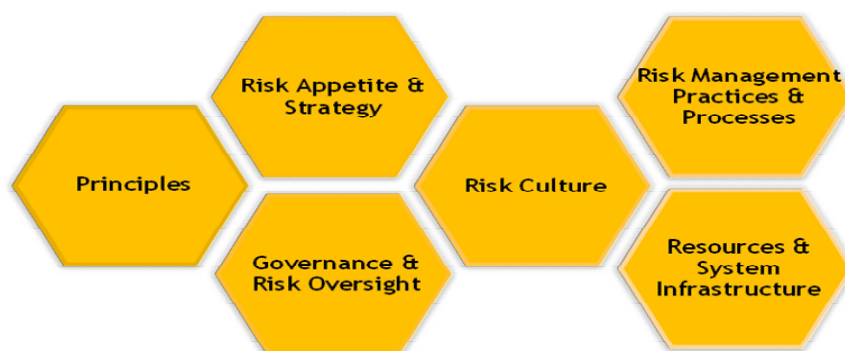 Principles
Risk Appetite &
Strategy
Governance &
Risk Oversight
Risk Culture
Risk Management
Practices &
Processes
Resources &
System
Infrastructure